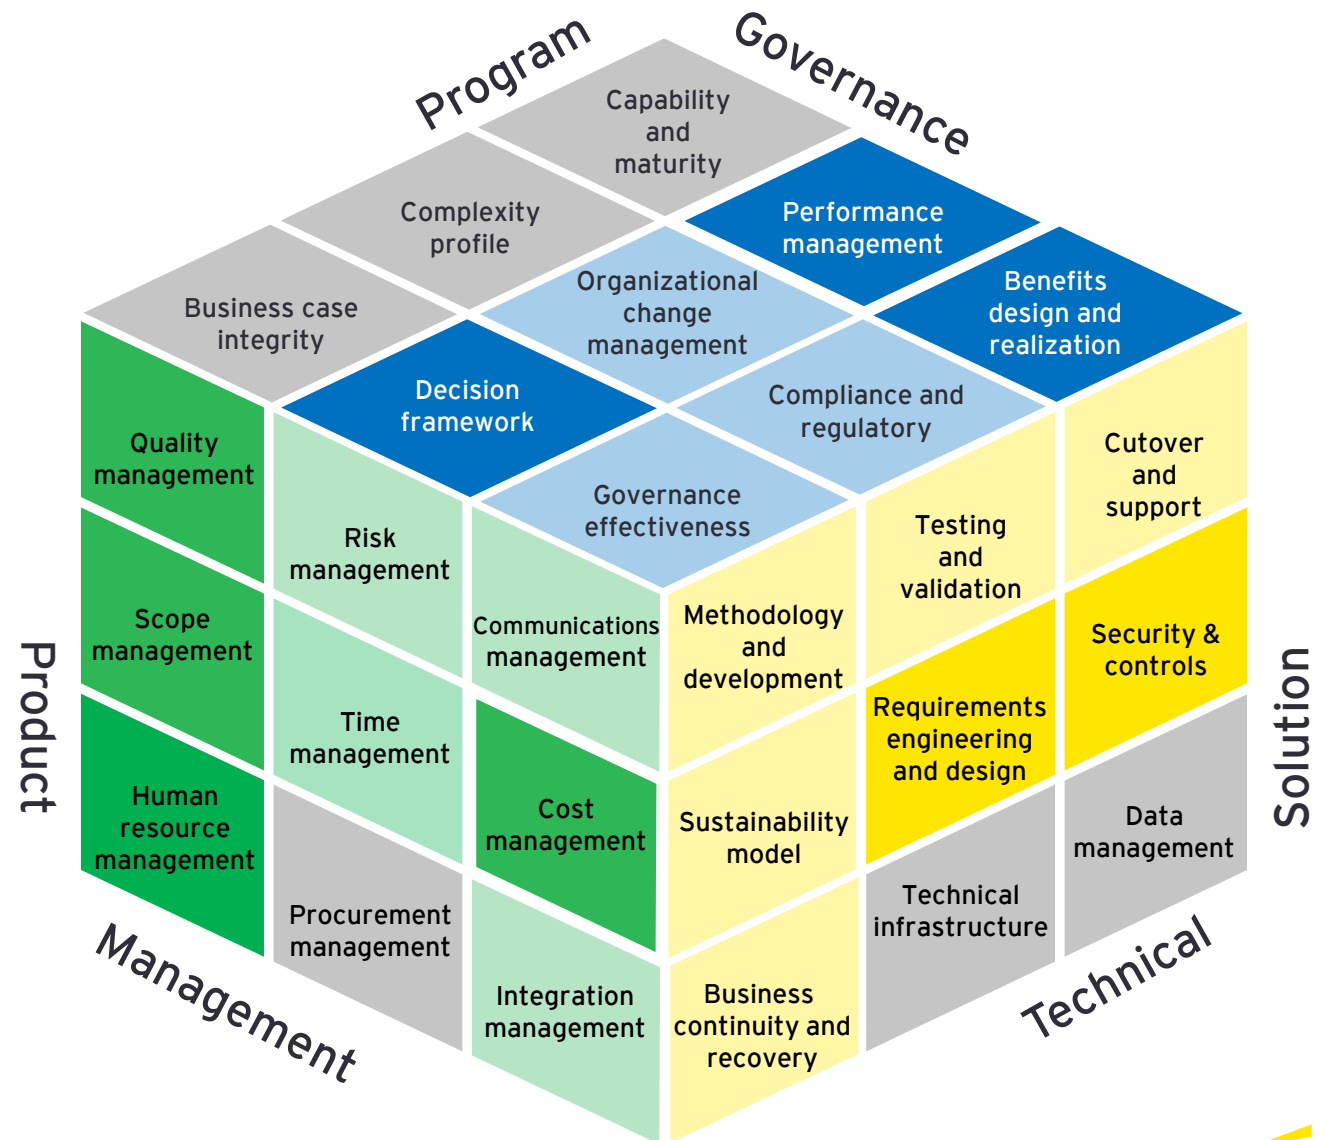 Program
Governance
Capability
and
maturity
Complexity
profile
Performance
management
Business case
integrity
Organizational
change
management
Benefits
design and
realization
Decision
framework
Compliance and
regulatory
Governance
effectiveness
Product
Management
Quality
management
Risk
management
Communications
management
Scope
management
Time
management
Cost
management
Human
resource
management
Procurement
management
Integration
management
Solution
Technical
Methodology
and
development
Testing
and
validation
Cutover
and
support
Sustainability
model
Requirements
engineering
and design
Security &
controls
Business
continuity and
recovery
Technical
infrastructure
Data
management